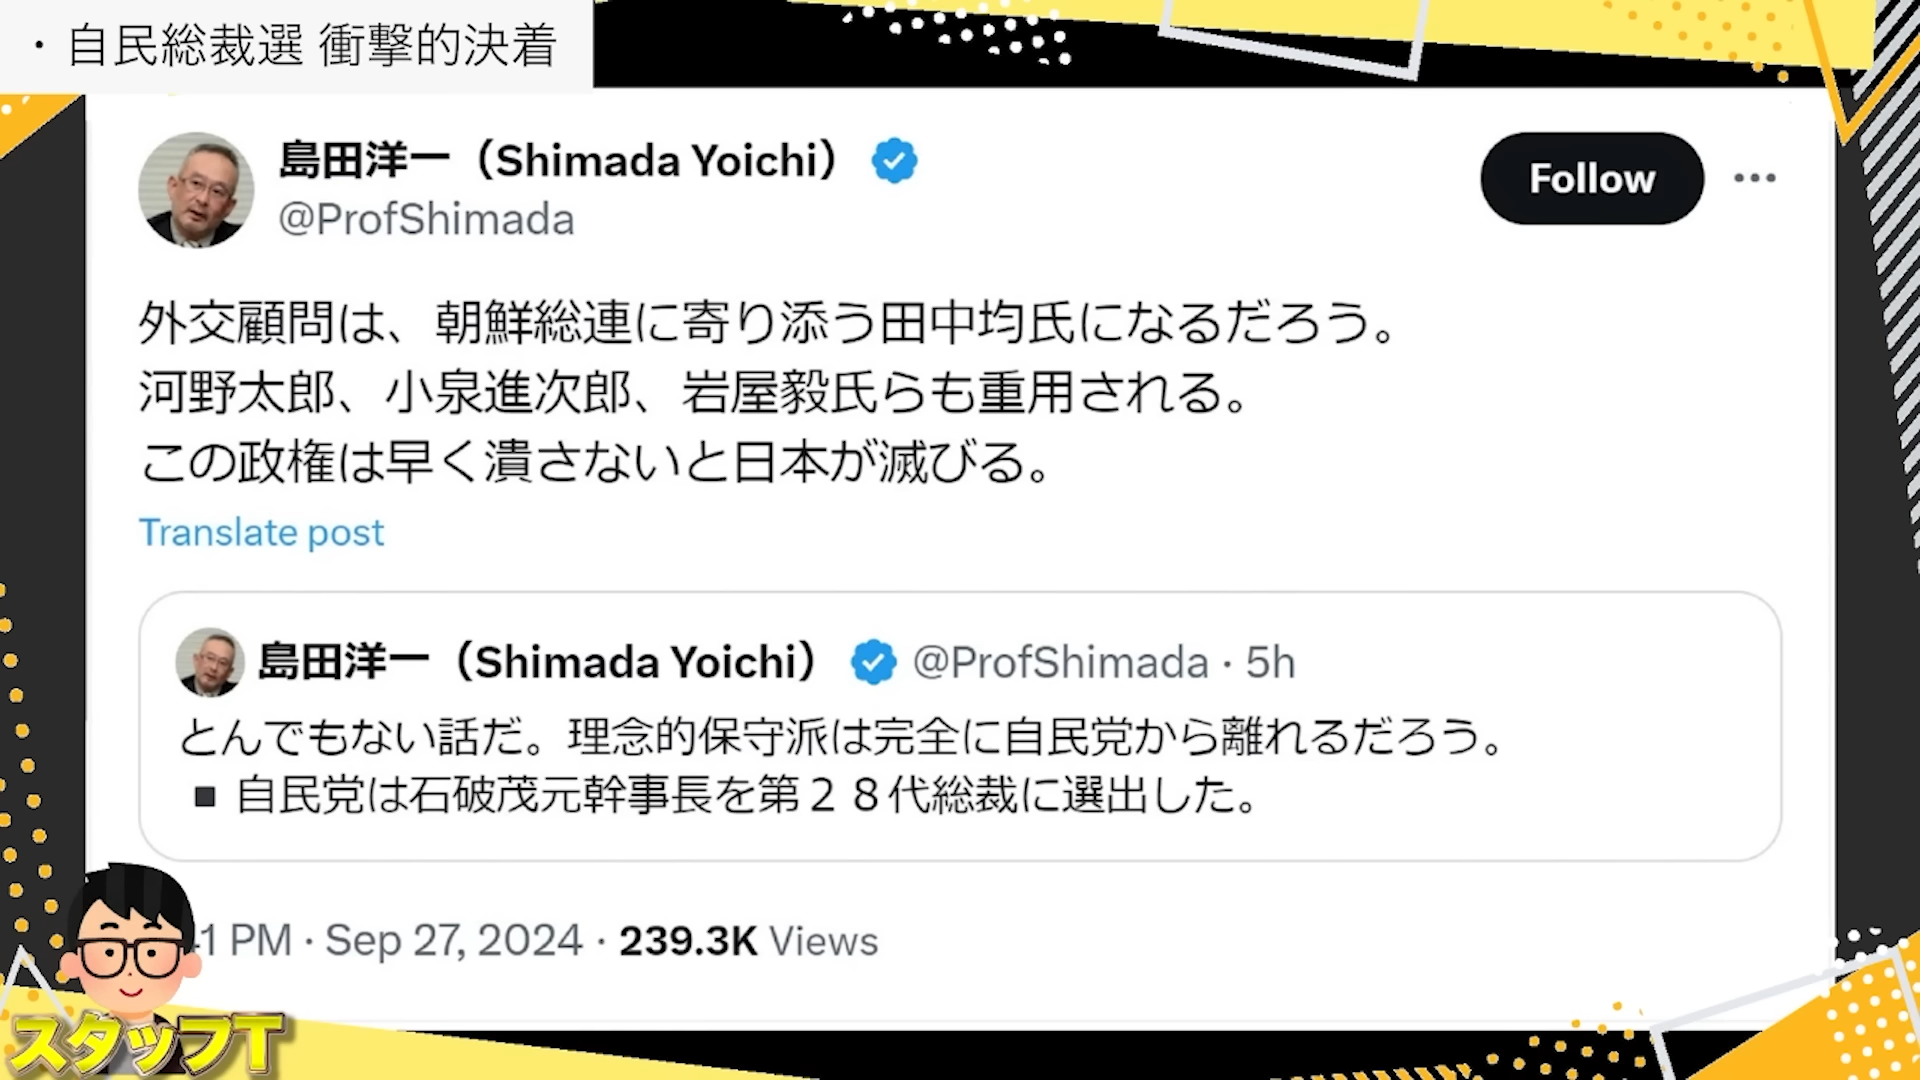 ・自民総裁選 衝撃的決着
島田洋一（Shimada Yoichi）
@ProfShimada
Follow
外交顧問は、朝鮮総連に寄り添う田中均氏になるだろう。
河野太郎、小泉進次郎、岩屋毅氏らも重用される。
この政権は早く潰さないと日本が滅びる。
Translate post
島田洋一（Shimada Yoichi） @ProfShimada · 5h
とんでもない話だ。理念的保守派は完全に自民党から離れるだろう。
■ 自民党は石破茂元幹事長を第２８代総裁に選出した。
1 PM · Sep 27, 2024 · 239.3K Views
スタッフT